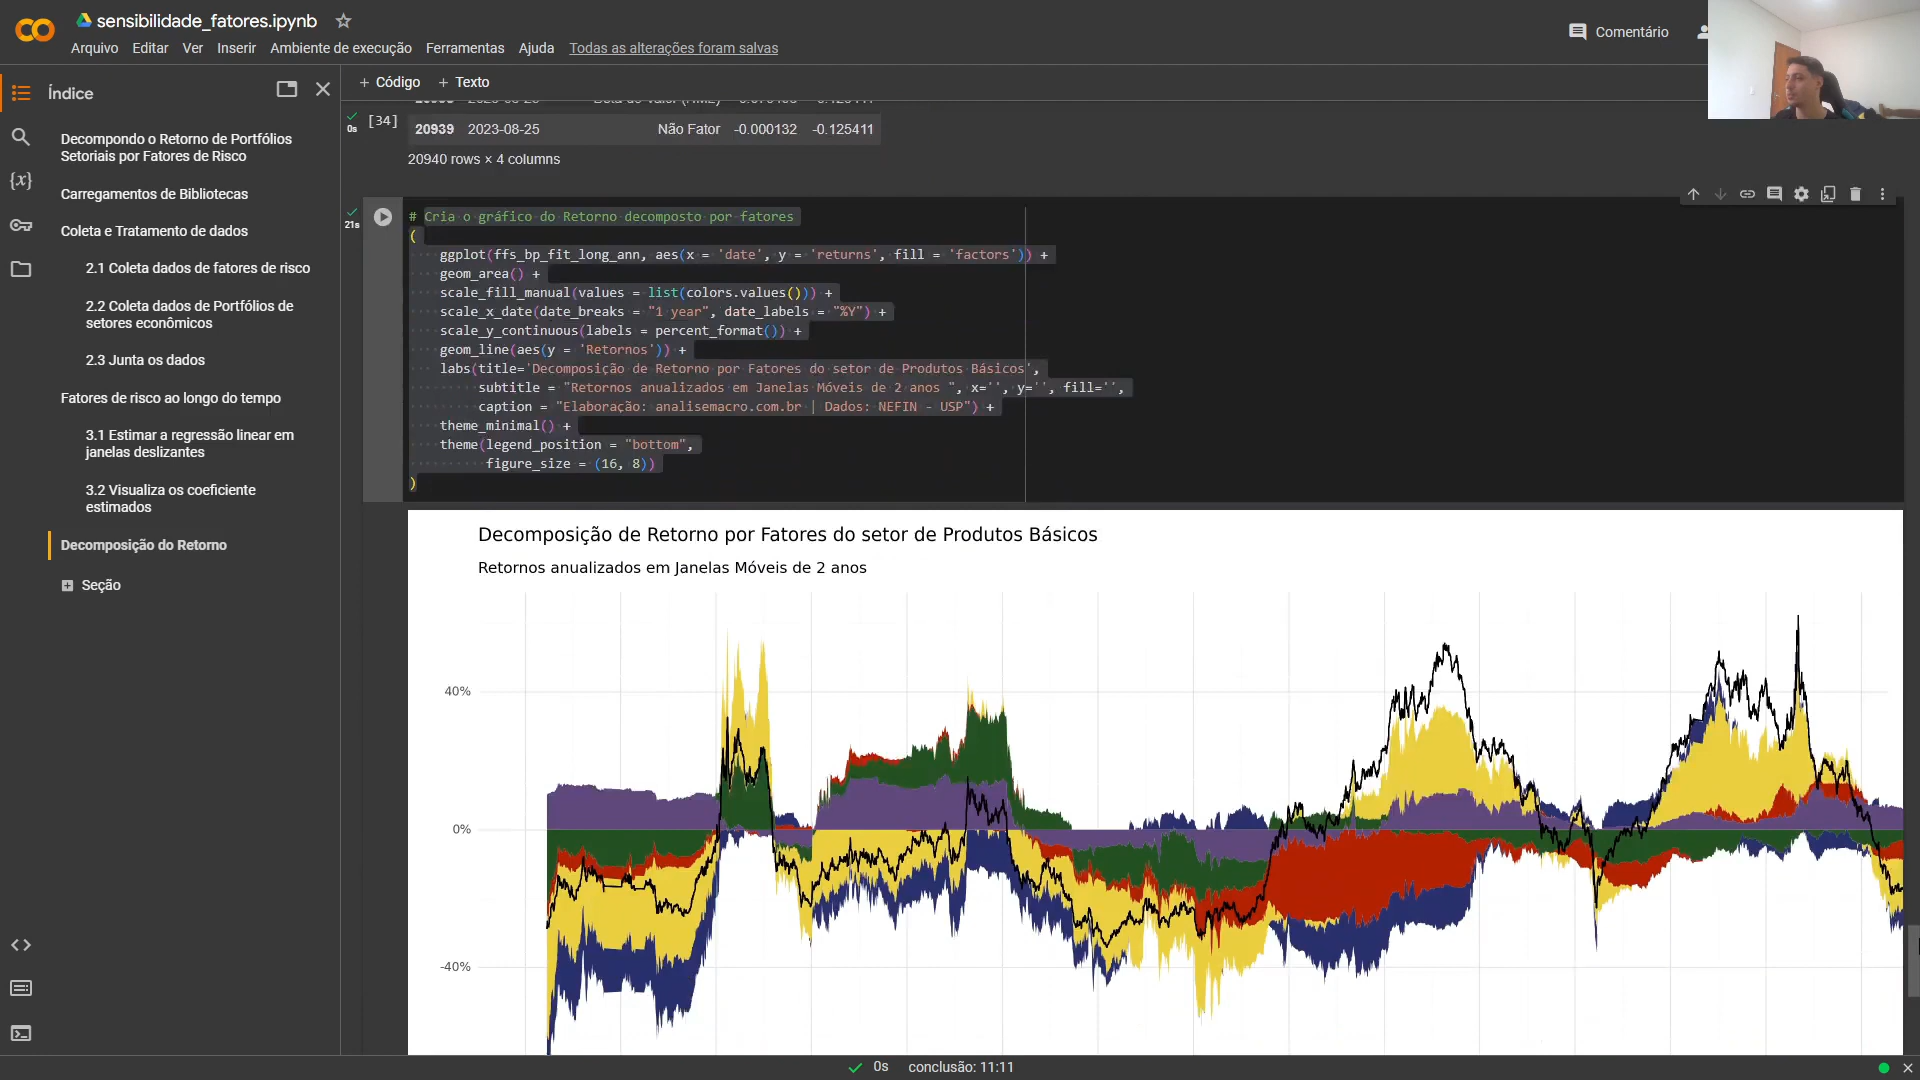 sensibilidade_fatores.ipynb
Arquivo Editar Ver Inserir Ambiente de execução Ferramentas Ajuda Todas as alterações foram salvas
Comentário
Índice
+ Código + Texto
Decompondo o Retorno de Portfólios
Setoriais por Fatores de Risco
Carregamentos de Bibliotecas
Coleta e Tratamento de dados
2.1 Coleta dados de fatores de risco
2.2 Coleta dados de Portfólios de
setores econômicos
2.3 Junta os dados
Fatores de risco ao longo do tempo
3.1 Estimar a regressão linear em
janelas deslizantes
3.2 Visualiza os coeficiente
estimados
Decomposição do Retorno
Seção
0s [34]
20939 2023-08-25 Não Fator -0.000132 -0.125411
20940 rows × 4 columns
21s
# Cria o gráfico do Retorno decomposto por fatores
(
ggplot(ffs_bp_fit_long_ann, aes(x = 'date', y = 'returns', fill = 'factors')) +
geom_area() +
scale_fill_manual(values = list(colors.values())) +
scale_x_date(date_breaks = "1 year", date_labels = "%Y") +
scale_y_continuous(labels = percent_format()) +
geom_line(aes(y = 'Retornos')) +
labs(title='Decomposição de Retorno por Fatores do setor de Produtos Básicos',
subtitle = "Retornos anualizados em Janelas Móveis de 2 anos ", x='', y='', fill='',
caption = "Elaboração: analisemacro.com.br | Dados: NEFIN - USP") +
theme_minimal() +
theme(legend_position = "bottom",
figure_size = (16, 8))
)
Decomposição de Retorno por Fatores do setor de Produtos Básicos
Retornos anualizados em Janelas Móveis de 2 anos
40%
0%
-40%
0s conclusão: 11:11